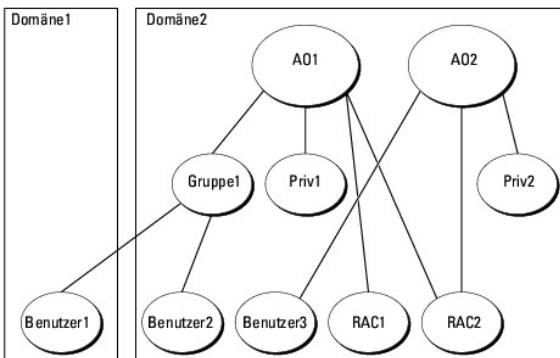 Domäne1
Domäne2
AO1
AO2
Gruppe1
Priv1
Priv2
Benutzer1
Benutzer2
Benutzer3
RAC1
RAC2